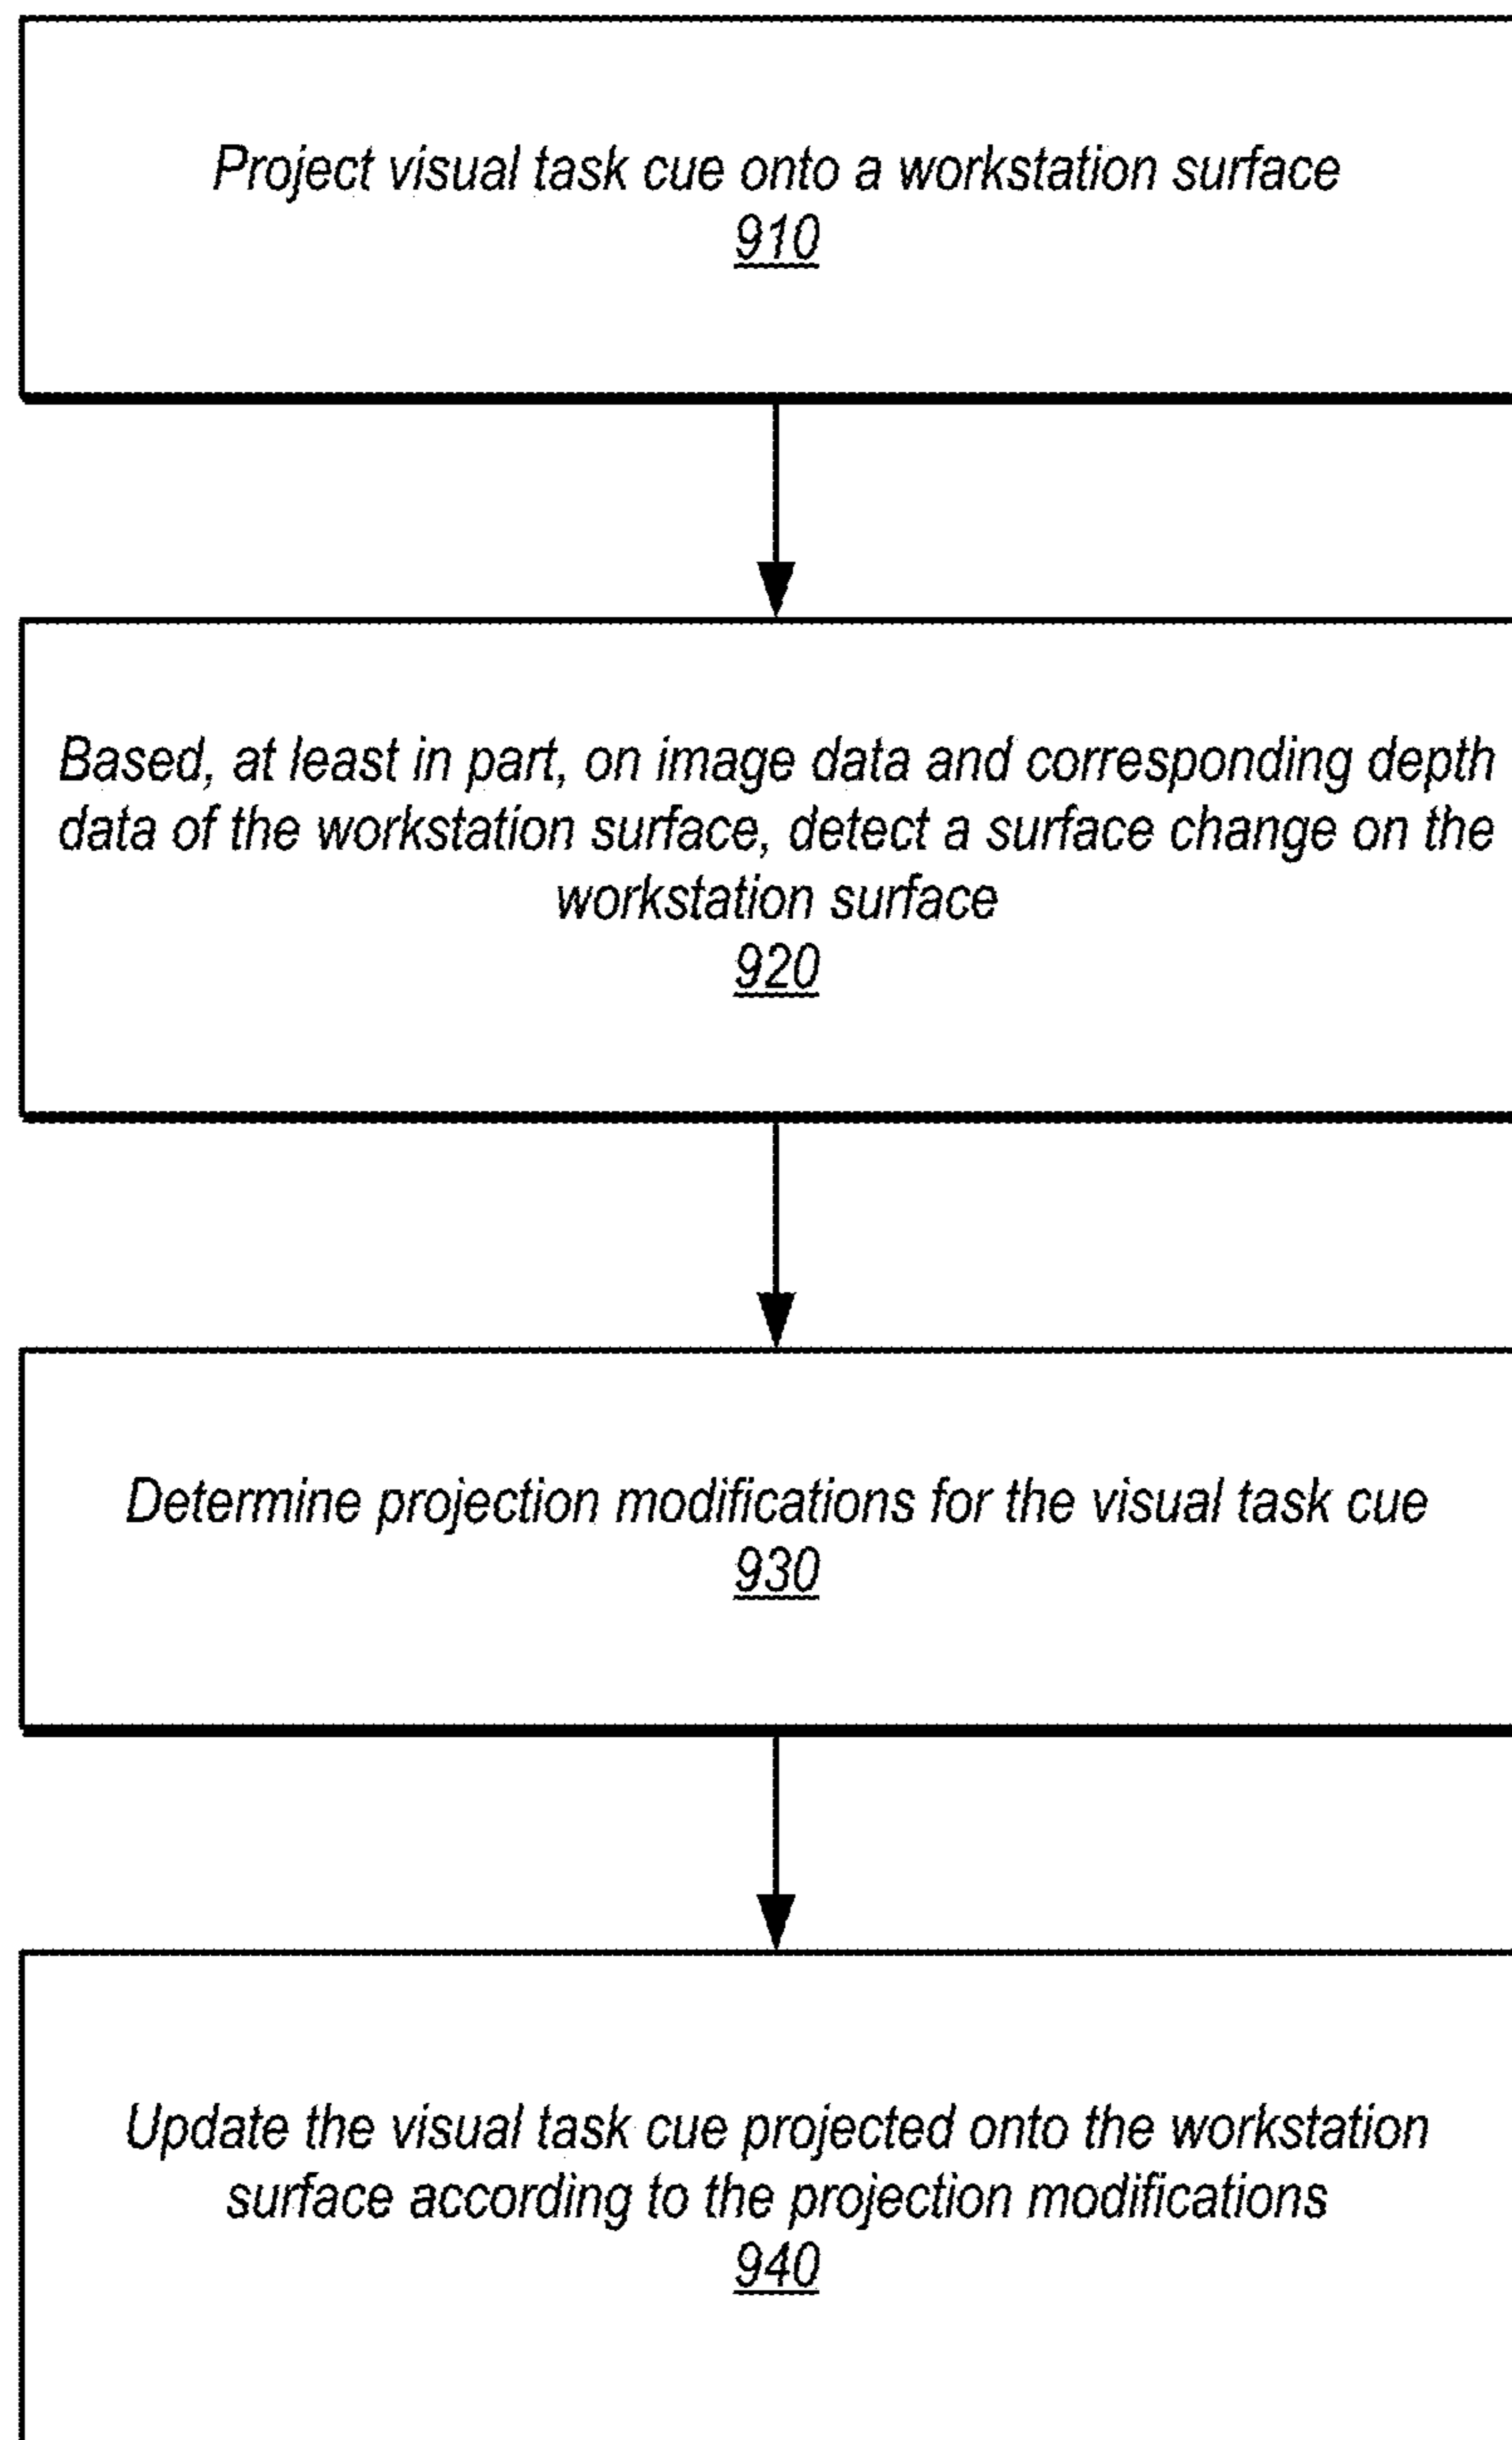 Project visual task cue onto a workstation surface
910
Based, at least in part, on image data and corresponding depth
data of the workstation surface, detect a surface change on the
workstation surface
920
Determine projection modifications for the visual task cue
930
Update the visual task cue projected onto the workstation
surface according to the projection modifications
940